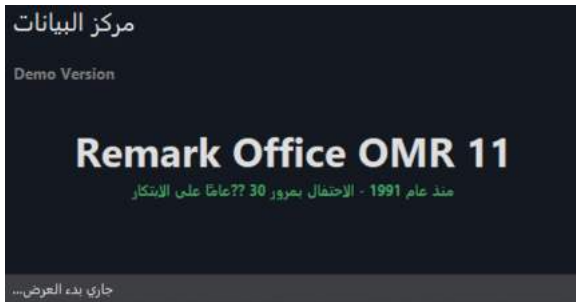 مركز البيانات
Demo Version
Remark Office OMR 11
منذ عام 1991 - الاحتفال بمرور 30 ??عامًا على الابتكار
جاري بدء العرض...